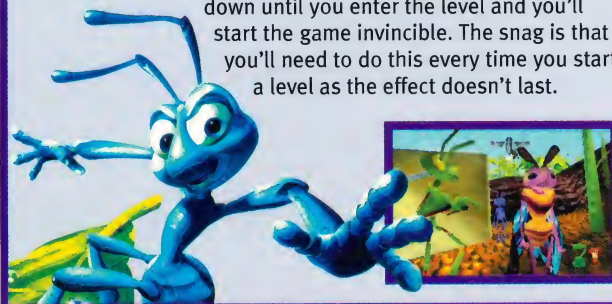 down until you enter the level and you'll
start the game invincible. The snag is that
you'll need to do this every time you start
a level as the effect doesn't last.